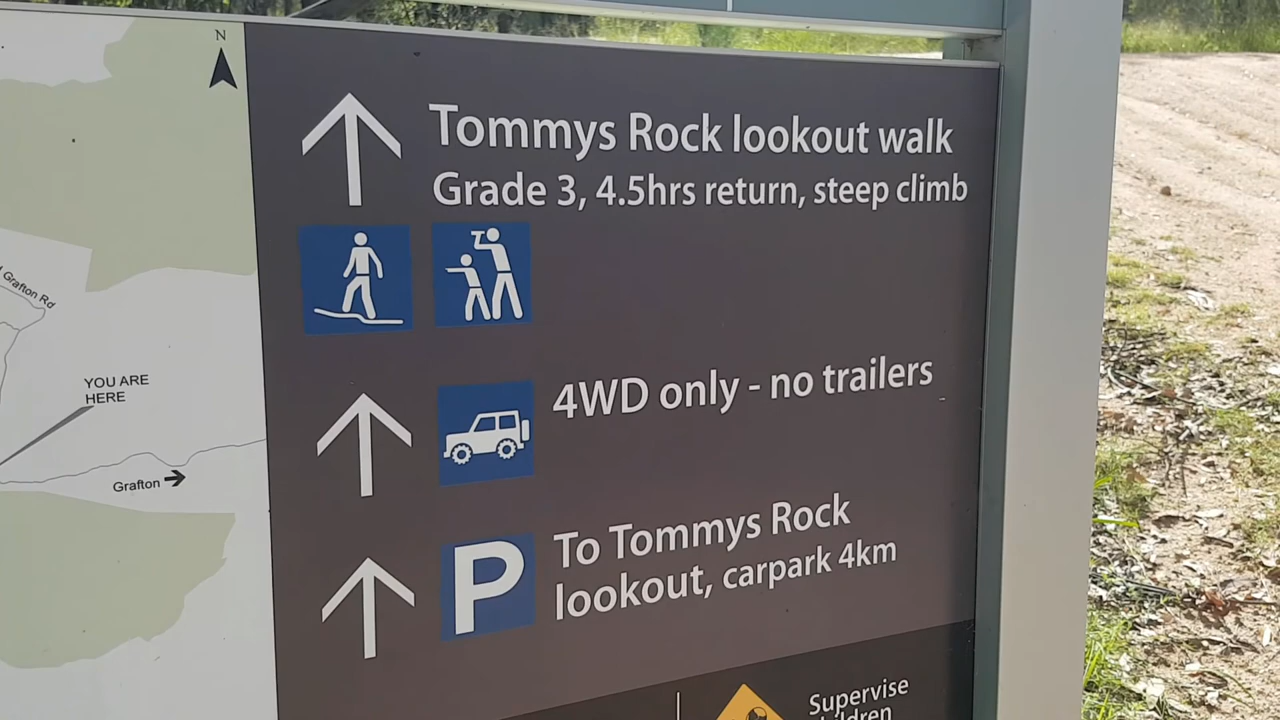 N
Grafton Rd
YOU ARE
HERE
Grafton
Tommys Rock lookout walk
Grade 3, 4.5hrs return, steep climb
4WD only - no trailers
P
To Tommys Rock
lookout, carpark 4km
Supervise
children